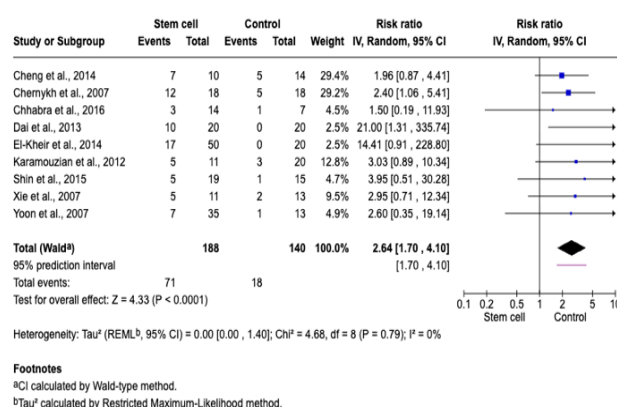 Stem cell Control Risk ratio Risk ratio
Study or Subgroup Events Total Events Total Weight IV, Random, 95% CI IV, Random, 95% CI
Cheng et al., 2014 7 10 5 14 29.4% 1.96 [0.87 , 4.41]
Chernykh et al., 2007 12 18 5 18 29.2% 2.40 [1.06 , 5.41]
Chhabra et al., 2016 3 14 1 7 4.5% 1.50 [0.19 , 11.93]
Dai et al., 2013 10 20 0 20 2.5% 21.00 [1.31 , 335.74]
El-Kheir et al., 2014 17 50 0 20 2.5% 14.41 [0.91 , 228.80]
Karamouzian et al., 2012 5 11 3 20 12.8% 3.03 [0.89 , 10.34]
Shin et al., 2015 5 19 1 15 4.7% 3.95 [0.51 , 30.28]
Xie et al., 2007 5 11 2 13 9.5% 2.95 [0.71 , 12.34]
Yoon et al., 2007 7 35 1 13 4.9% 2.60 [0.35 , 19.14]
Total (Waldᵃ) 188 140 100.0% 2.64 [1.70 , 4.10]
95% prediction interval [1.70 , 4.10]
Total events: 71 18
Test for overall effect: Z = 4.33 (P < 0.0001)
0.1 0.2 0.5 1 2 5 10
Stem cell Control
Heterogeneity: Tau² (REMLᵇ, 95% CI) = 0.00 [0.00 , 1.40]; Chi² = 4.68, df = 8 (P = 0.79); I² = 0%
Footnotes
ᵃCI calculated by Wald-type method.
ᵇTau² calculated by Restricted Maximum-Likelihood method.